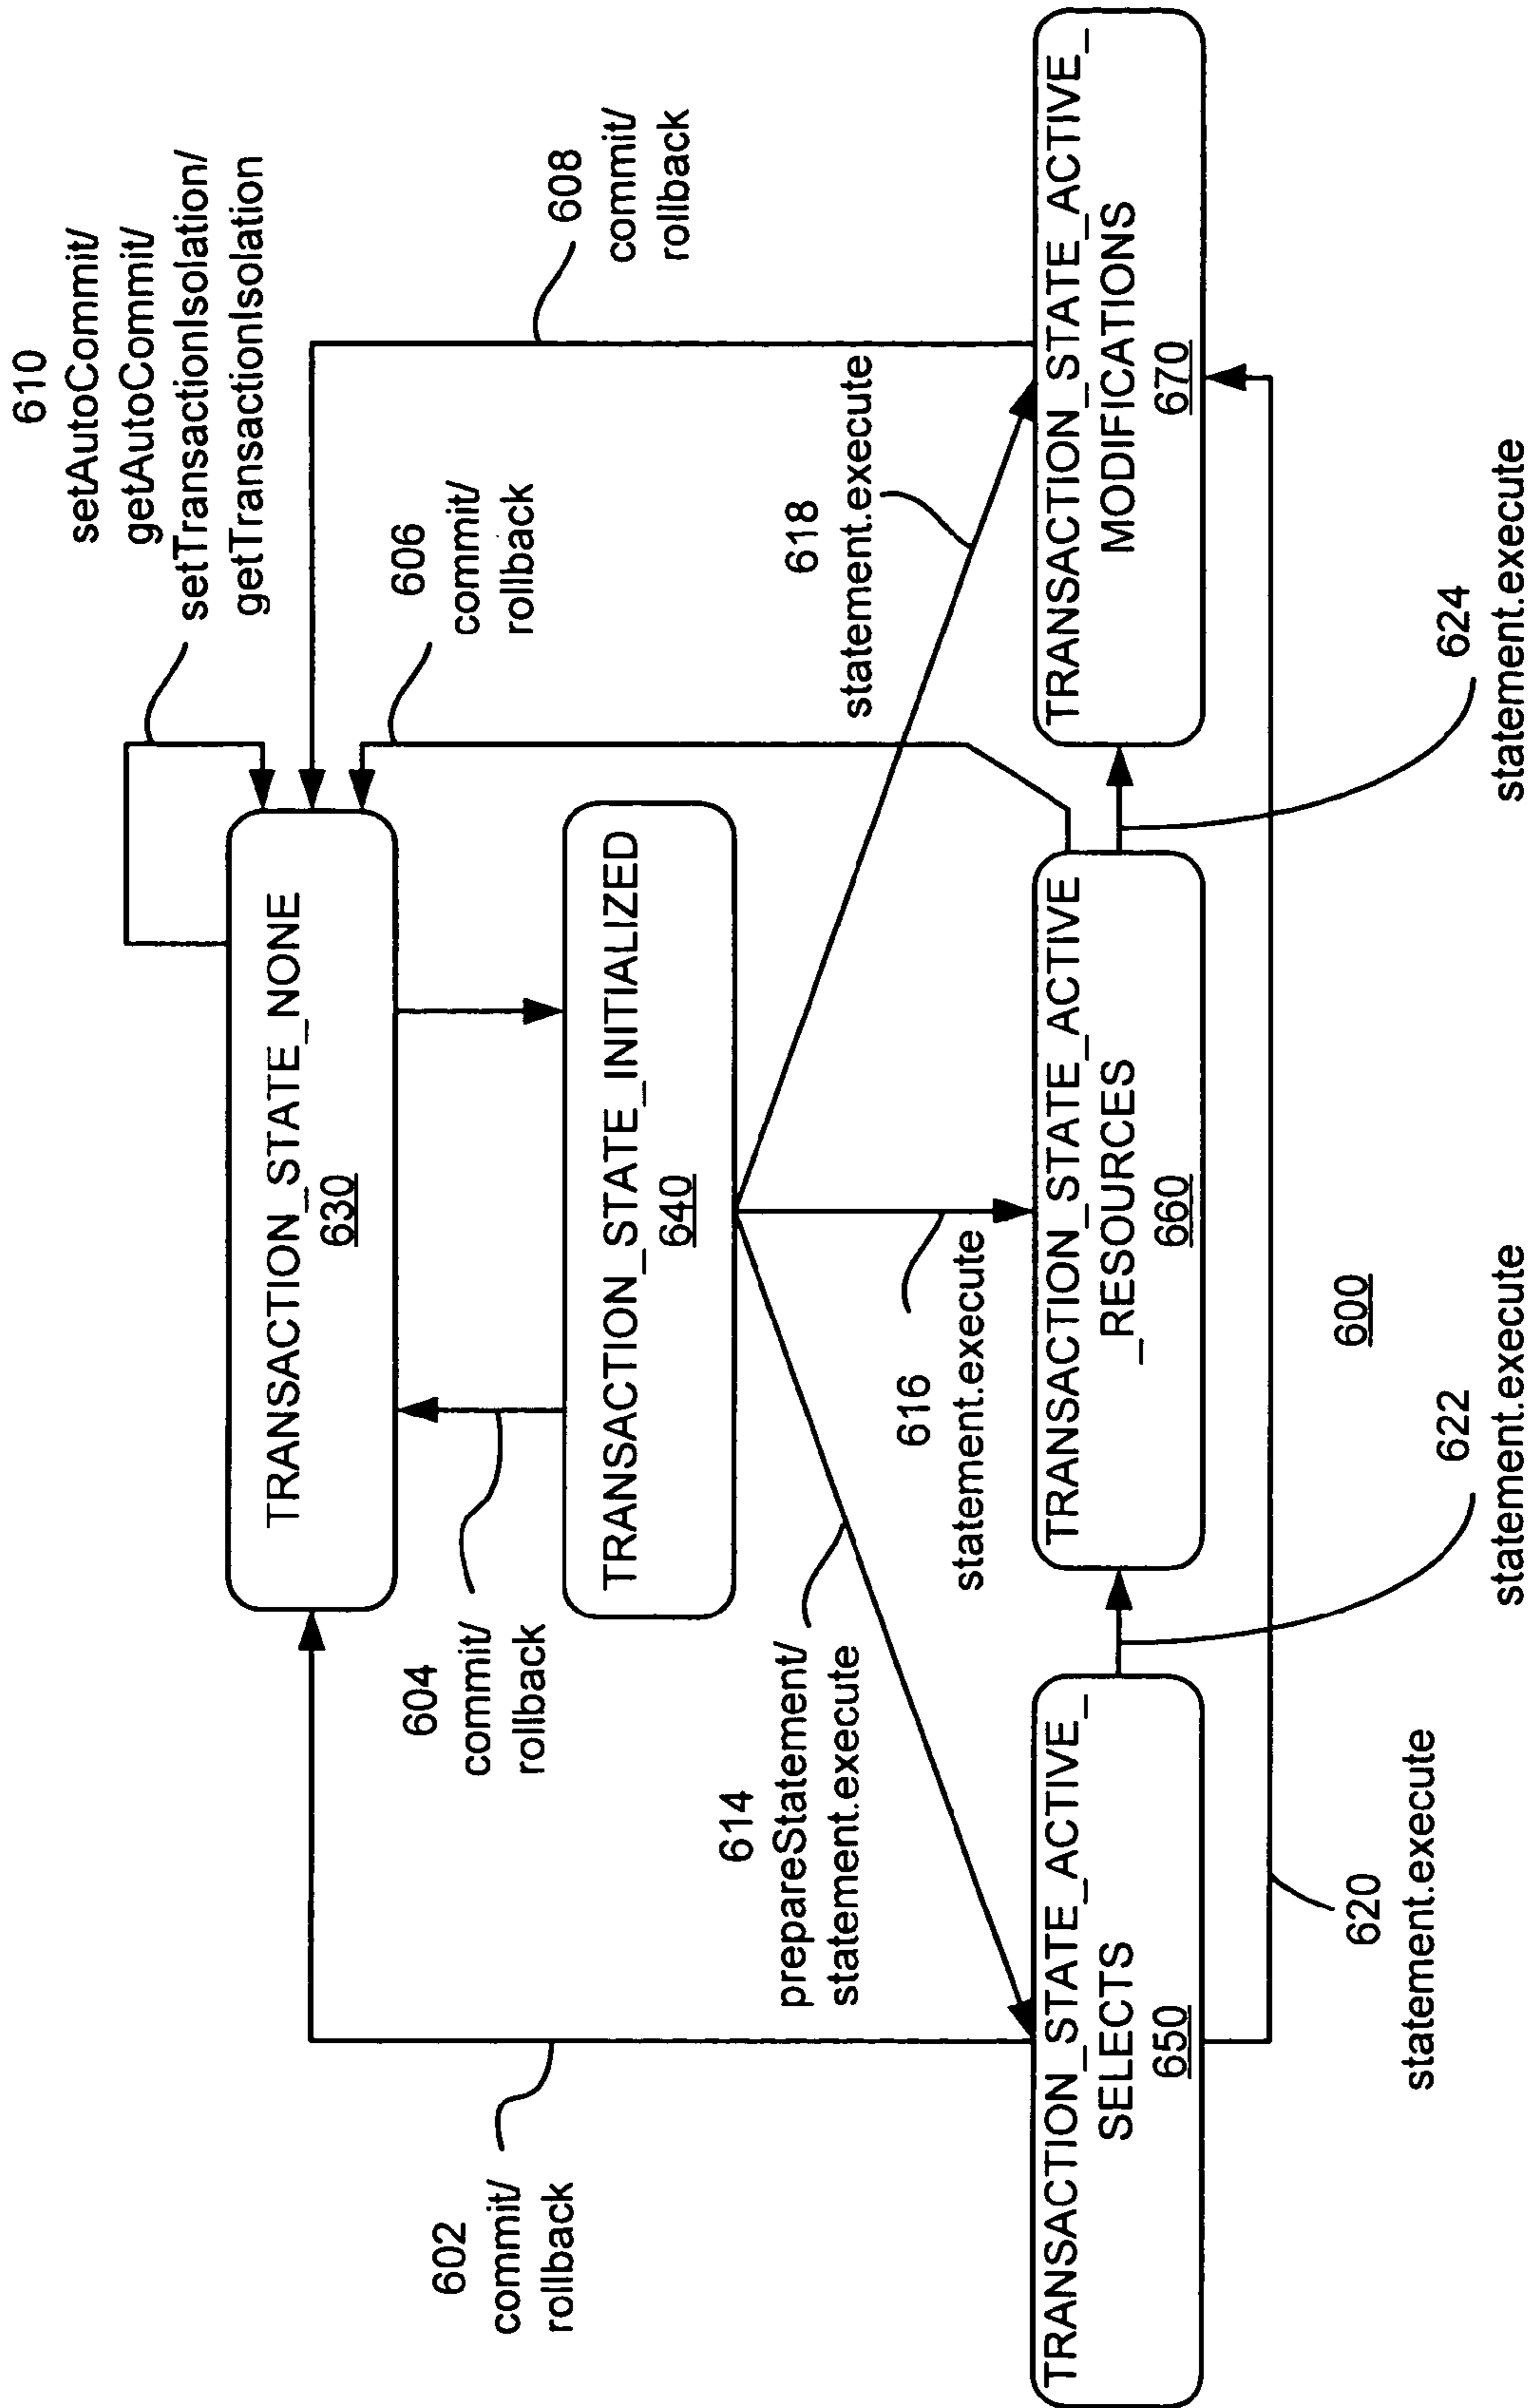 610
setAutoCommit/
getAutoCommit/
setTransactionIsolation/
getTransactionIsolation
602
commit/
rollback
604
commit/
rollback
606
commit/
rollback
608
commit/
rollback
TRANSACTION_STATE_NONE
630
TRANSACTION_STATE_INITIALIZED
640
614
prepareStatement/
statement.execute
616
statement.execute
618
statement.execute
TRANSACTION_STATE_ACTIVE_
SELECTS
650
TRANSACTION_STATE_ACTIVE
_RESOURCES
660
TRANSACTION_STATE_ACTIVE_
MODIFICATIONS
670
600
620
statement.execute
622
statement.execute
624
statement.execute